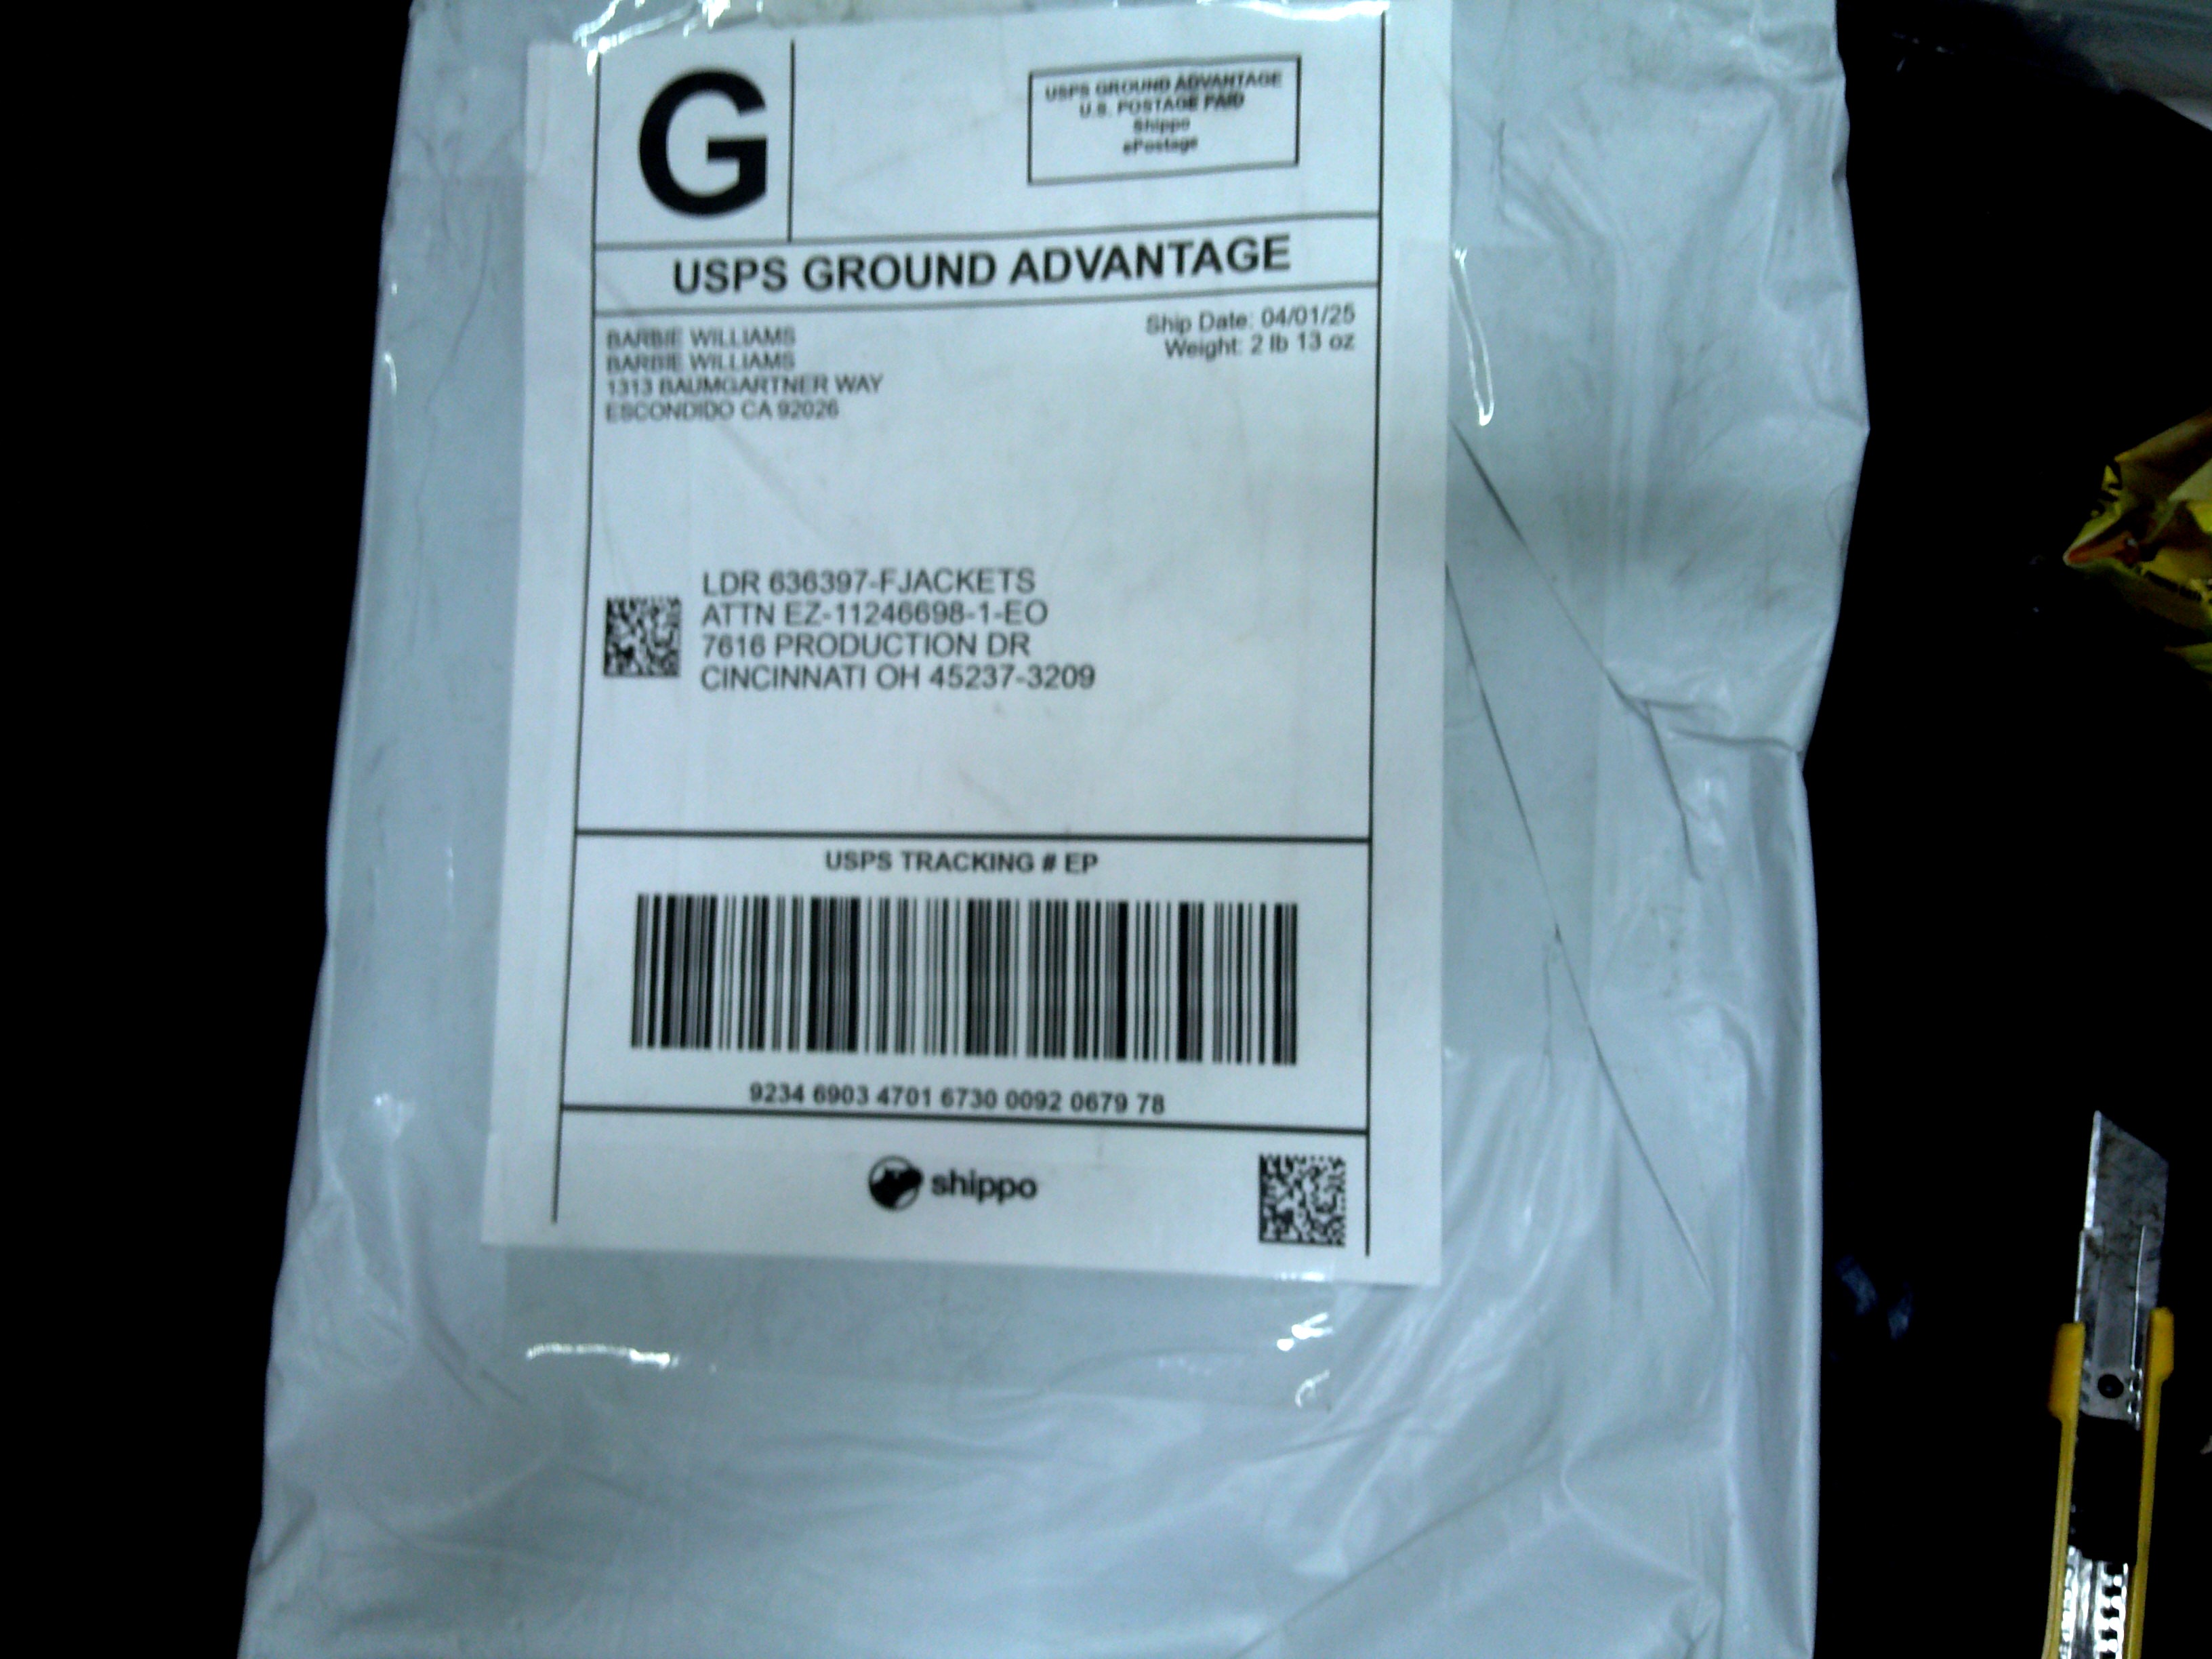 G
USPS GROUND ADVANTAGE
U.S. POSTAGE PAID
Shippo
ePostage
USPS GROUND ADVANTAGE
BARBIE WILLIAMS
BARBIE WILLIAMS
1313 BAUMGARTNER WAY
ESCONDIDO CA 92026
Ship Date: 04/01/25
Weight: 2 lb 13 oz
LDR 636397-FJACKETS
ATTN EZ-11246698-1-EO
7616 PRODUCTION DR
CINCINNATI OH 45237-3209
USPS TRACKING # EP
9234 6903 4701 6730 0092 0679 78
shippo